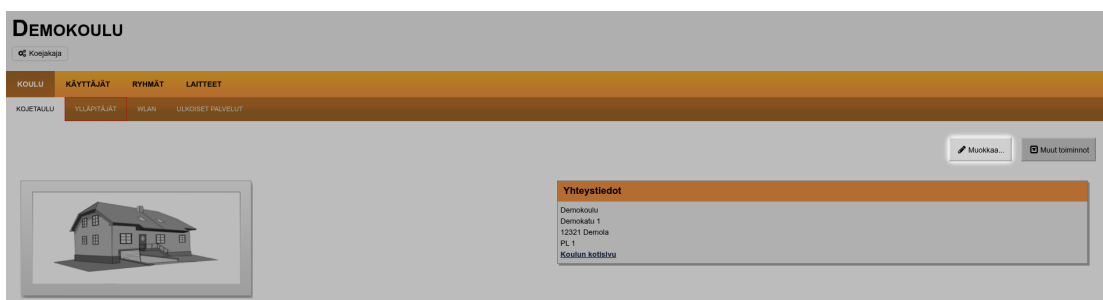 DEMOKOULU
Koejakaja
KOULU KÄYTTÄJÄT RYHMÄT LAITTEET
KOJETAULU YLLÄPITÄJÄT WLAN ULKOISET PALVELUT
Muokkaa... Muut toiminnot
Yhteystiedot
Demokoulu
Demokatu 1
12321 Demola
PL 1
Koulun kotisivu